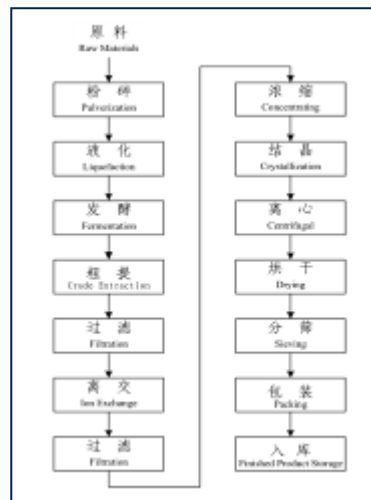 原料
Raw Materials
粉碎
Pulverization
液化
Liquefaction
发酵
Fermentation
粗提
Crude Extraction
过滤
Filtration
离交
Ion Exchange
过滤
Filtration
浓缩
Concentrating
结晶
Crystallization
离心
Centrifugal
烘干
Drying
分筛
Sieving
包装
Packing
入库
Finished Product Storage